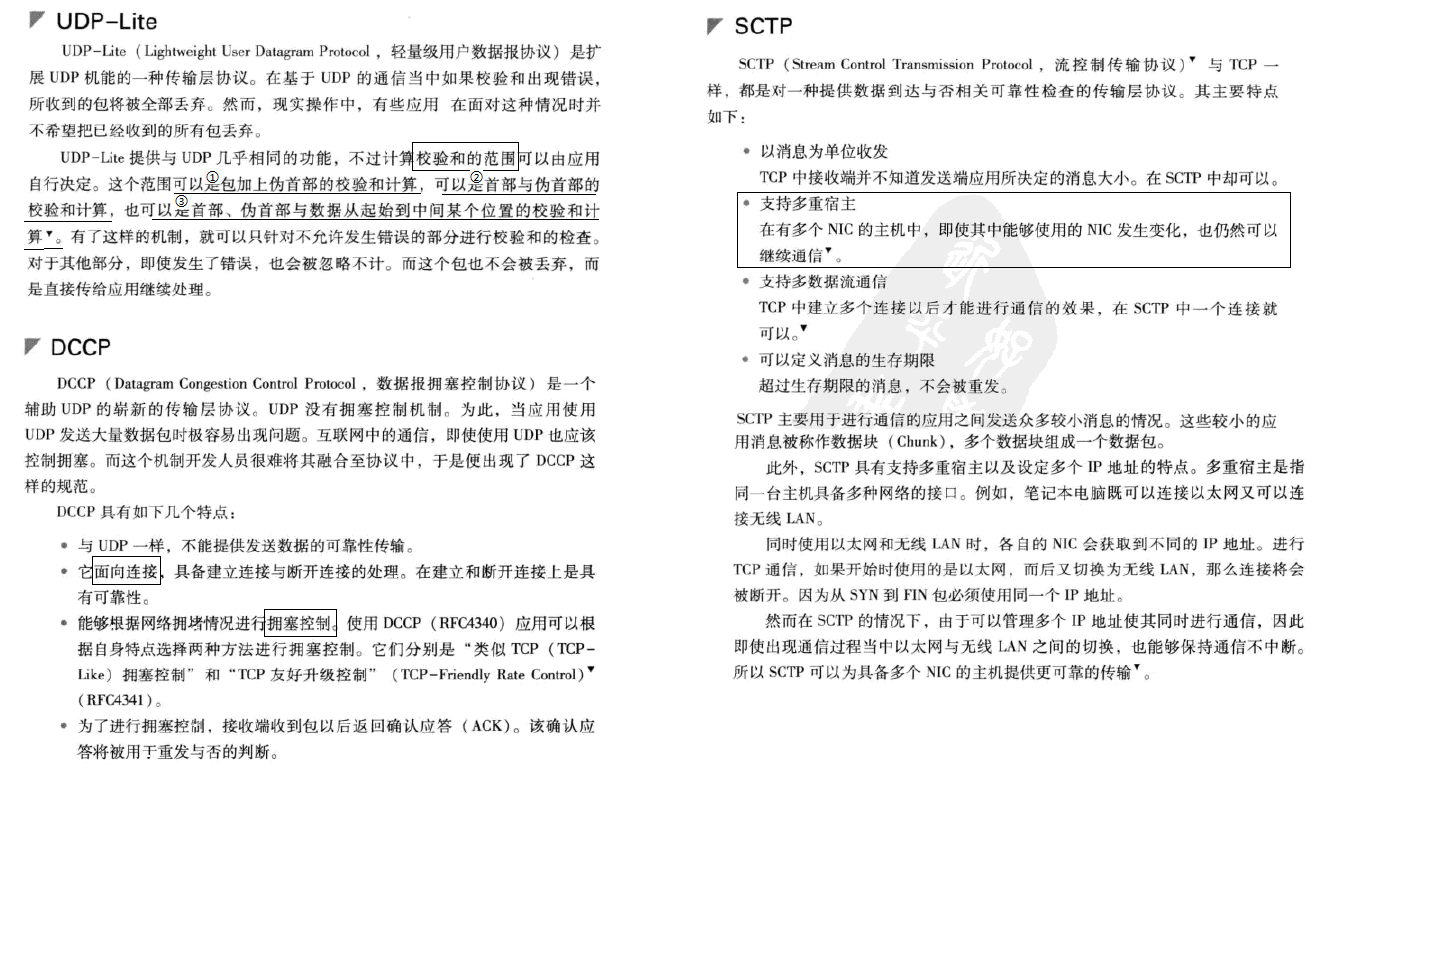 UDP-Lite
UDP-Lite（Lightweight User Datagram Protocol，轻量级用户数据报协议）是扩
展 UDP 机能的一种传输层协议。在基于 UDP 的通信当中如果校验和出现错误，
所收到的包将被全部丢弃。然而，现实操作中，有些应用 在面对这种情况时并
不希望把已经收到的所有包丢弃。
UDP-Lite 提供与 UDP 几乎相同的功能，不过计算校验和的范围可以由应用
自行决定。这个范围可以是包加上伪首部的校验和计算，可以是首部与伪首部的
① ②
校验和计算，也可以是首部、伪首部与数据从起始到中间某个位置的校验和计
③
算▼。有了这样的机制，就可以只针对不允许发生错误的部分进行校验和的检查。
对于其他部分，即使发生了错误，也会被忽略不计。而这个包也不会被丢弃，而
是直接传给应用继续处理。
DCCP
DCCP（Datagram Congestion Control Protocol，数据报拥塞控制协议）是一个
辅助 UDP 的崭新的传输层协议。UDP 没有拥塞控制机制。为此，当应用使用
UDP 发送大量数据包时极容易出现问题。互联网中的通信，即使使用 UDP 也应该
控制拥塞。而这个机制开发人员很难将其融合至协议中，于是便出现了 DCCP 这
样的规范。
DCCP 具有如下几个特点：
● 与 UDP 一样，不能提供发送数据的可靠性传输。
● 它面向连接，具备建立连接与断开连接的处理。在建立和断开连接上是具
有可靠性。
● 能够根据网络拥堵情况进行拥塞控制。使用 DCCP（RFC4340）应用可以根
据自身特点选择两种方法进行拥塞控制。它们分别是“类似 TCP（TCP-
Like）拥塞控制”和“TCP 友好升级控制”（TCP-Friendly Rate Control）▼
（RFC4341）。
● 为了进行拥塞控制，接收端收到包以后返回确认应答（ACK）。该确认应
答将被用于重发与否的判断。
SCTP
SCTP（Stream Control Transmission Protocol，流控制传输协议）▼ 与 TCP 一
样，都是对一种提供数据到达与否相关可靠性检查的传输层协议。其主要特点
如下：
● 以消息为单位收发
TCP 中接收端并不知道发送端应用所决定的消息大小。在 SCTP 中却可以。
● 支持多重宿主
在有多个 NIC 的主机中，即使其中能够使用的 NIC 发生变化，也仍然可以
继续通信▼。
● 支持多数据流通信
TCP 中建立多个连接以后才能进行通信的效果，在 SCTP 中一个连接就
可以。▼
● 可以定义消息的生存期限
超过生存期限的消息，不会被重发。
SCTP 主要用于进行通信的应用之间发送众多较小消息的情况。这些较小的应
用消息被称作数据块（Chunk），多个数据块组成一个数据包。
此外，SCTP 具有支持多重宿主以及设定多个 IP 地址的特点。多重宿主是指
同一台主机具备多种网络的接口。例如，笔记本电脑既可以连接以太网又可以连
接无线 LAN。
同时使用以太网和无线 LAN 时，各自的 NIC 会获取到不同的 IP 地址。进行
TCP 通信，如果开始时使用的是以太网，而后又切换为无线 LAN，那么连接将会
被断开。因为从 SYN 到 FIN 包必须使用同一个 IP 地址。
然而在 SCTP 的情况下，由于可以管理多个 IP 地址使其同时进行通信，因此
即使出现通信过程当中以太网与无线 LAN 之间的切换，也能够保持通信不中断。
所以 SCTP 可以为具备多个 NIC 的主机提供更可靠的传输▼。